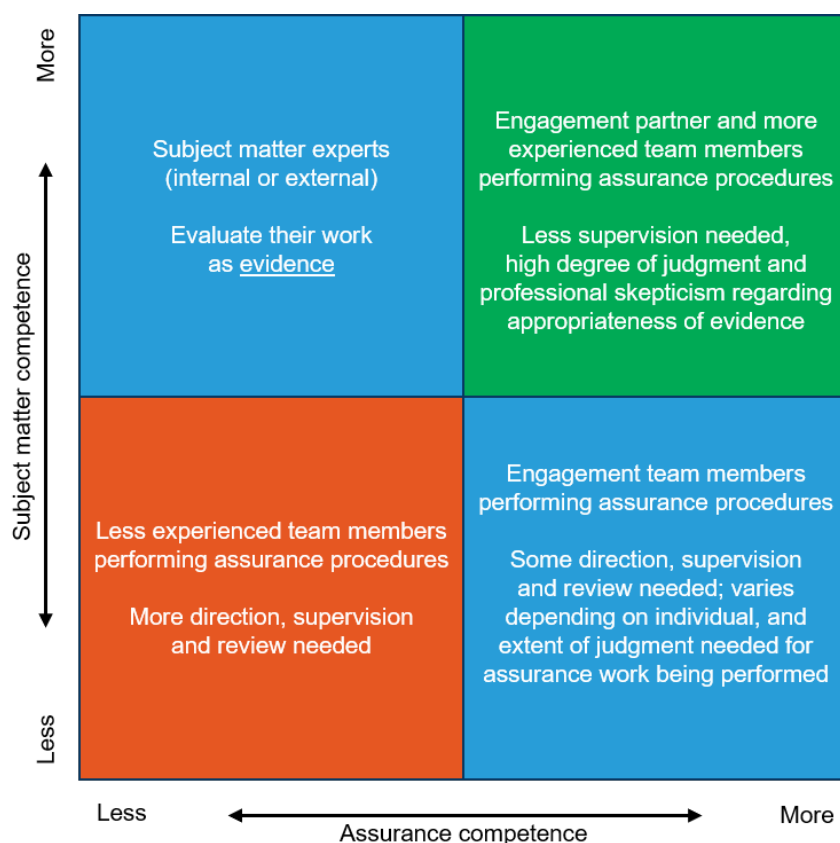 More
Subject matter experts
(internal or external)
Evaluate their work
as evidence
Engagement partner and more
experienced team members
performing assurance procedures
Less supervision needed,
high degree of judgment and
professional skepticism regarding
appropriateness of evidence
Subject matter competence
Less experienced team members
performing assurance procedures
More direction, supervision
and review needed
Engagement team members
performing assurance procedures
Some direction, supervision
and review needed; varies
depending on individual, and
extent of judgment needed for
assurance work being performed
Less
Less
More
Assurance competence